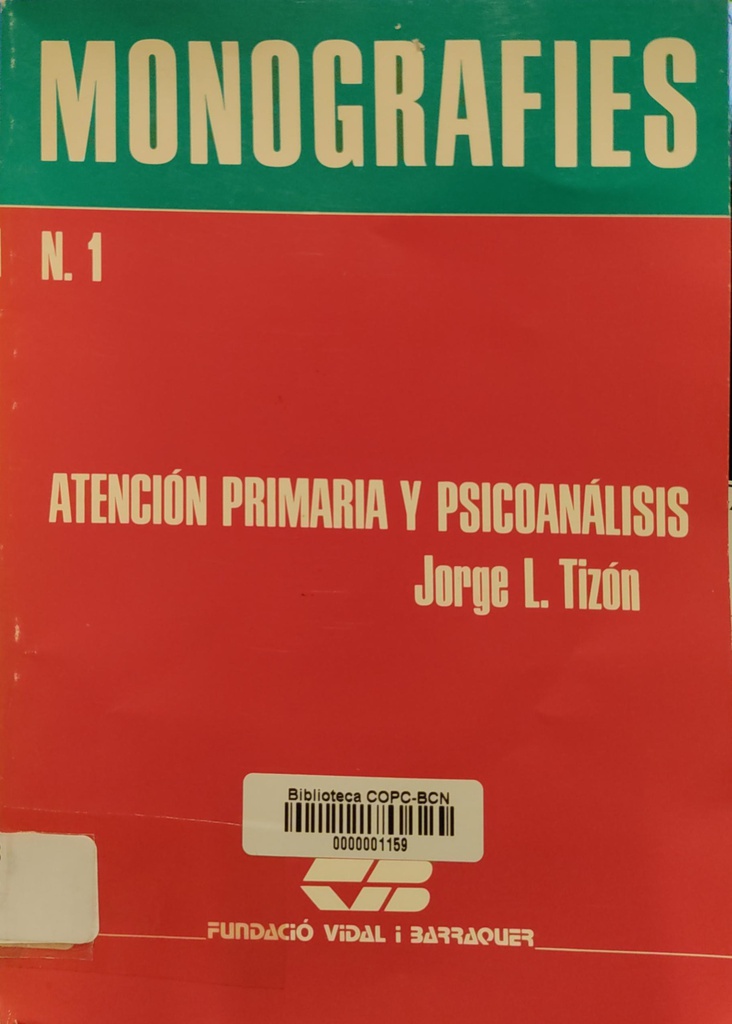 MONOGRAFIES
N. 1
ATENCIÓN PRIMARIA Y PSICOANÁLISIS
Jorge L. Tizón
Biblioteca COPC-BCN
0000001159
FUNDACIÓ VIDAL i BARRAQUER